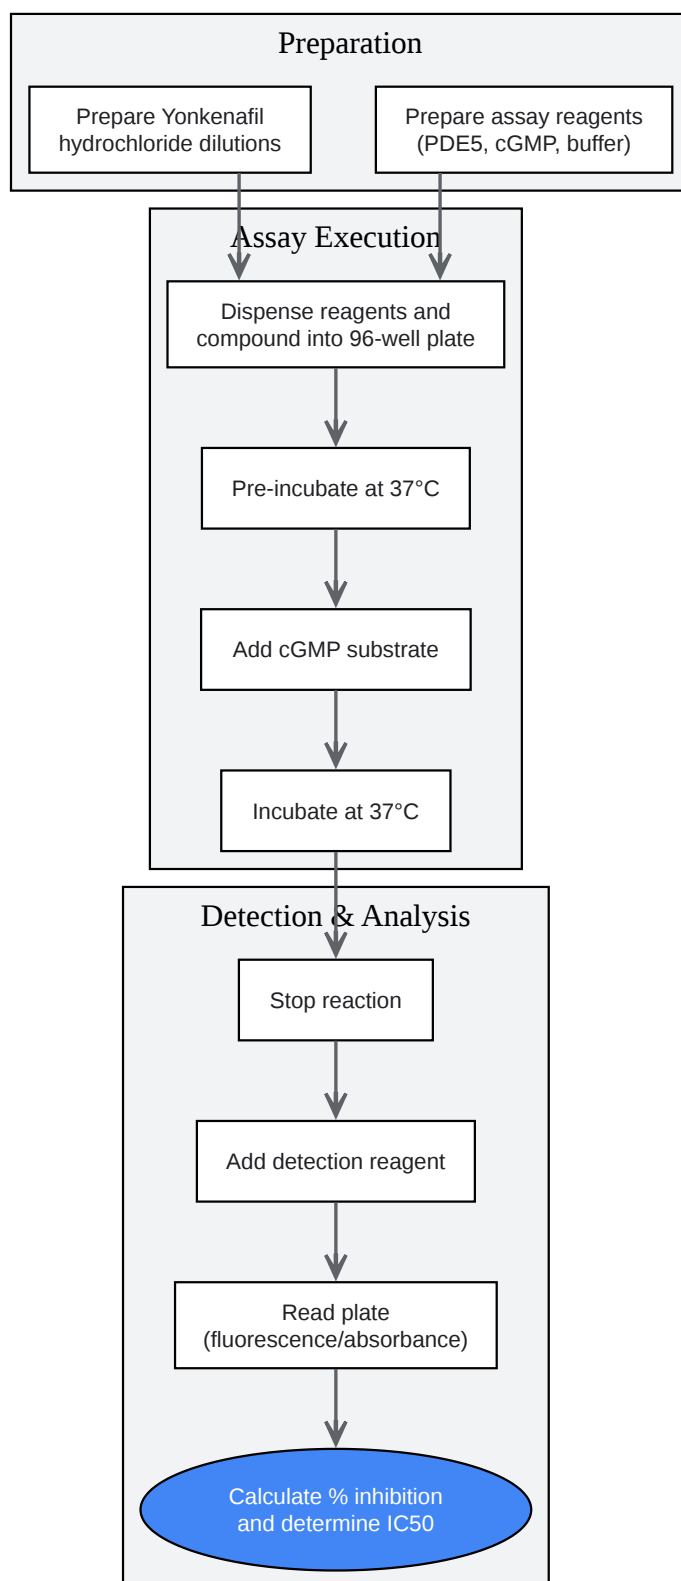 Preparation
Prepare Yonkenafil
hydrochloride dilutions
Prepare assay reagents
(PDE5, cGMP, buffer)
Assay Execution
Dispense reagents and
compound into 96-well plate
Pre-incubate at 37°C
Add cGMP substrate
Incubate at 37°C
Detection & Analysis
Stop reaction
Add detection reagent
Read plate
(fluorescence/absorbance)
Calculate % inhibition
and determine IC50